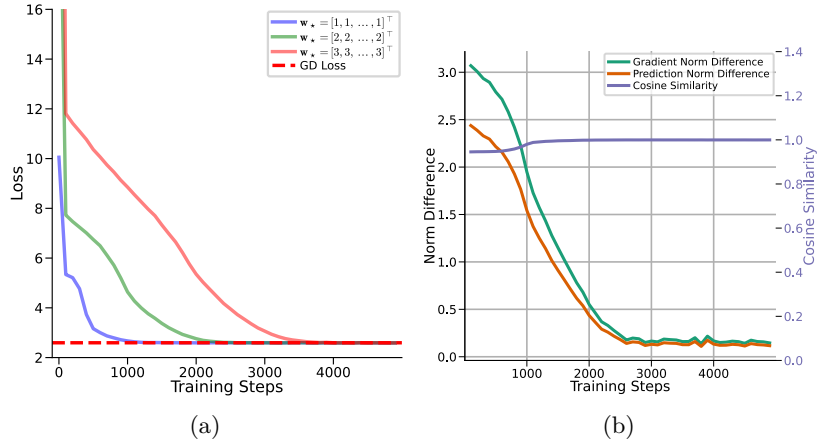 16
14
12
10
8
6
4
2
Loss
0
1000
2000
3000
4000
Training Steps
w⋆ = [1, 1, ..., 1]⊤
w⋆ = [2, 2, ..., 2]⊤
w⋆ = [3, 3, ..., 3]⊤
GD Loss
(a)
3.0
2.5
2.0
1.5
1.0
0.5
0.0
Norm Difference
1000
2000
3000
4000
Training Steps
Gradient Norm Difference
Prediction Norm Difference
Cosine Similarity
1.4
1.2
1.0
0.8
0.6
0.4
0.2
0.0
Cosine Similarity
(b)